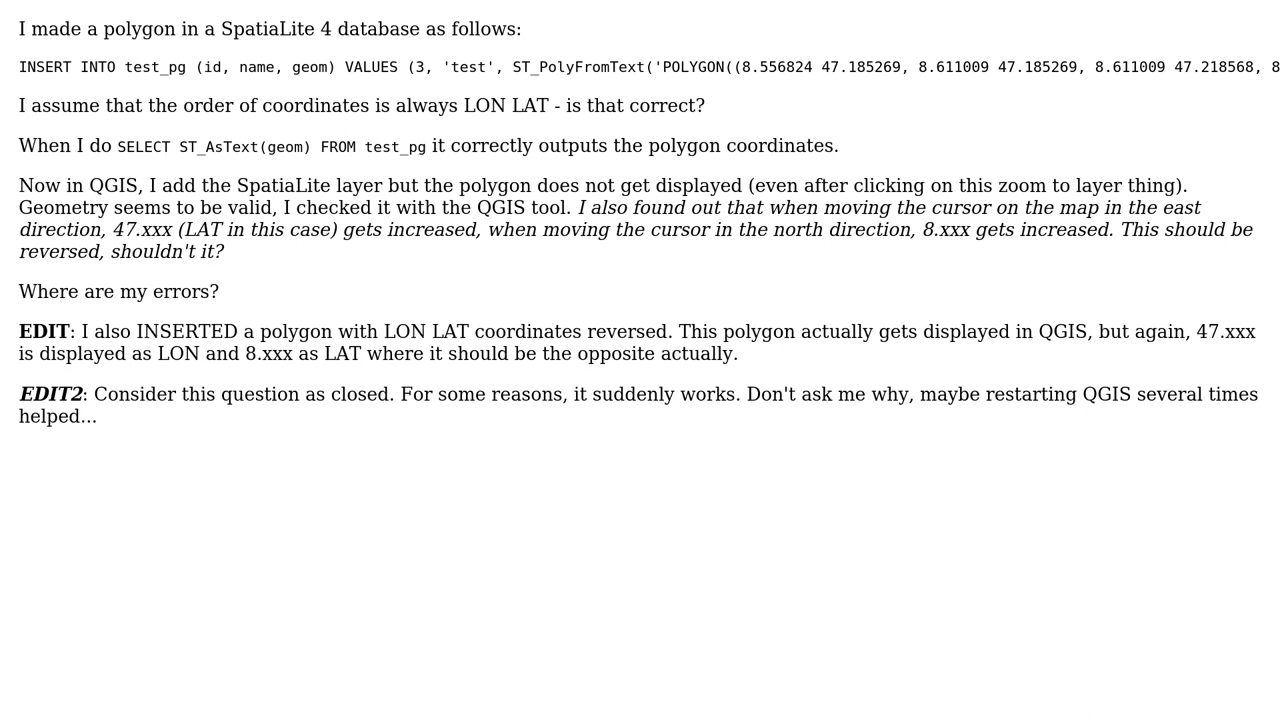 I made a polygon in a SpatiaLite 4 database as follows:
INSERT INTO test_pg (id, name, geom) VALUES (3, 'test', ST_PolyFromText('POLYGON((8.556824 47.185269, 8.611009 47.185269, 8.611009 47.218568, 8
I assume that the order of coordinates is always LON LAT - is that correct?
When I do SELECT ST_AsText(geom) FROM test_pg it correctly outputs the polygon coordinates.
Now in QGIS, I add the SpatiaLite layer but the polygon does not get displayed (even after clicking on this zoom to layer thing).
Geometry seems to be valid, I checked it with the QGIS tool. I also found out that when moving the cursor on the map in the east
direction, 47.xxx (LAT in this case) gets increased, when moving the cursor in the north direction, 8.xxx gets increased. This should be
reversed, shouldn't it?
Where are my errors?
EDIT: I also INSERTED a polygon with LON LAT coordinates reversed. This polygon actually gets displayed in QGIS, but again, 47.xxx
is displayed as LON and 8.xxx as LAT where it should be the opposite actually.
EDIT2: Consider this question as closed. For some reasons, it suddenly works. Don't ask me why, maybe restarting QGIS several times
helped...